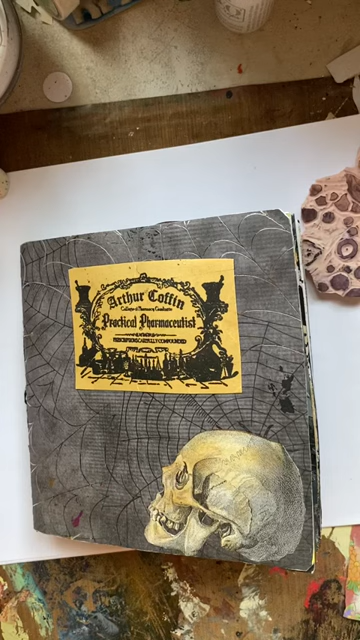 Arthur Coffin
College of Pharmacy Graduate
Practical Pharmaceutist
PRESCRIPTIONS CAREFULLY COMPOUNDED